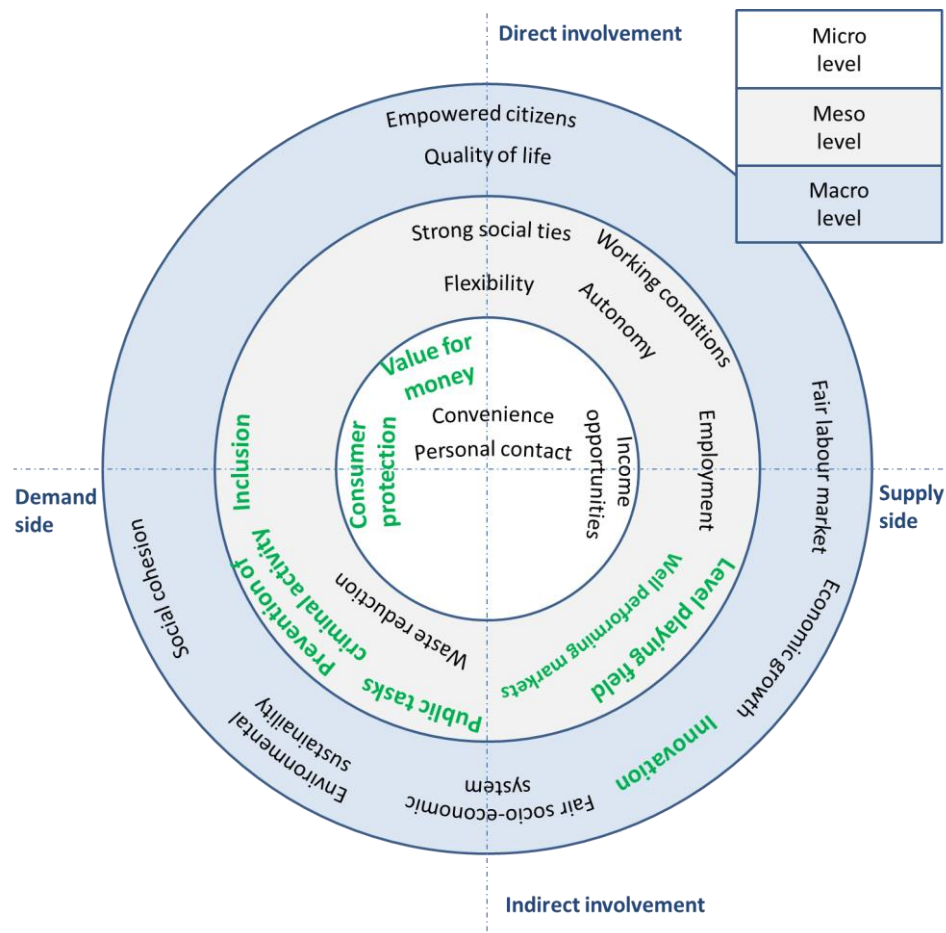 Direct involvement
Micro
level
Meso
level
Macro
level
Empowered citizens
Quality of life
Strong social ties
Working conditions
Flexibility
Autonomy
Value for
money
Convenience
Personal contact
Consumer
protection
Income
opportunities
Employment
Inclusion
Fair labour market
Demand
side
Supply
side
Social cohesion
Prevention of
criminal activity
Waste reduction
Well performing markets
Level playing field
Economic growth
Public tasks
Innovation
Environmental
sustainaility
Fair socio-economic
system
Indirect involvement